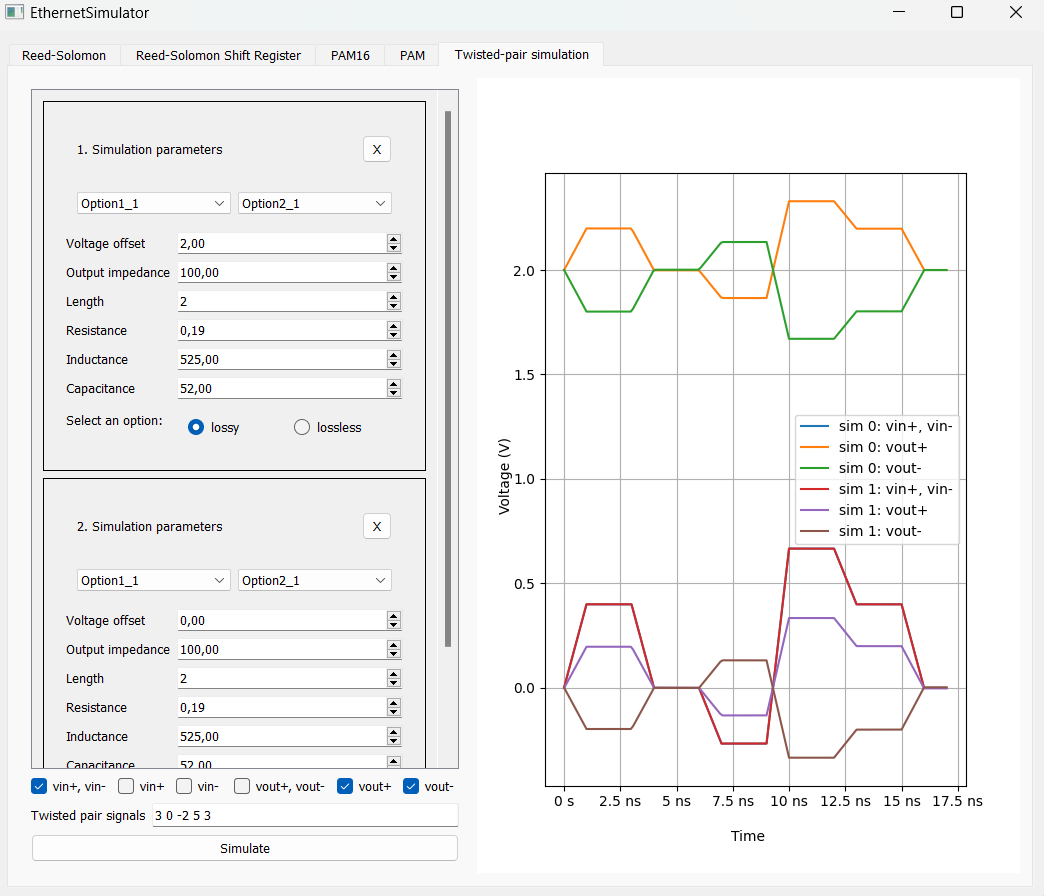 EthernetSimulator
Reed-Solomon Reed-Solomon Shift Register PAM16 PAM Twisted-pair simulation
1. Simulation parameters X
Option1_1 Option2_1
Voltage offset 2,00
Output impedance 100,00
Length 2
Resistance 0,19
Inductance 525,00
Capacitance 52,00
Select an option: lossy lossless
2. Simulation parameters X
Option1_1 Option2_1
Voltage offset 0,00
Output impedance 100,00
Length 2
Resistance 0,19
Inductance 525,00
Capacitance 52,00
vin+, vin- vin+ vin- vout+, vout- vout+ vout-
Twisted pair signals 3 0 -2 5 3
Simulate
2.0
1.5
1.0
0.5
0.0
Voltage (V)
sim 0: vin+, vin-
sim 0: vout+
sim 0: vout-
sim 1: vin+, vin-
sim 1: vout+
sim 1: vout-
0 s 2.5 ns 5 ns 7.5 ns 10 ns 12.5 ns 15 ns 17.5 ns
Time